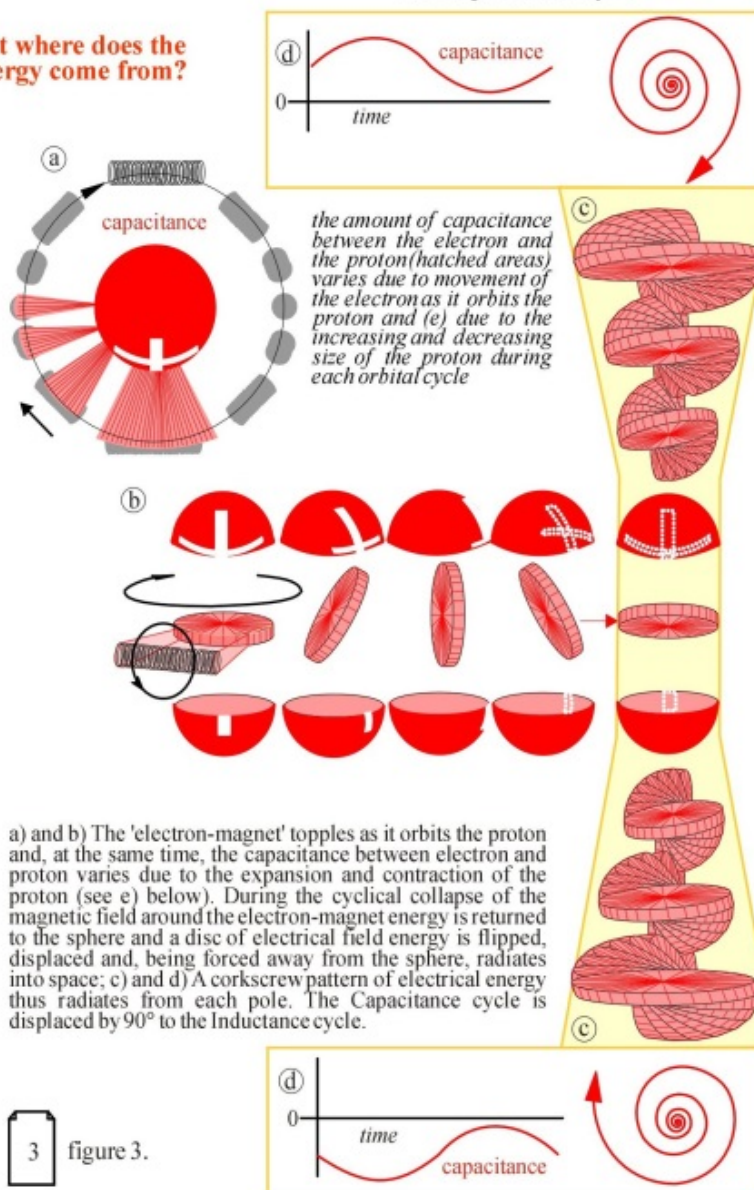 t where does the
ergy come from?
d
capacitance
0
time
a
capacitance
the amount of capacitance
between the electron and
the proton(hatched areas)
varies due to movement of
the electron as it orbits the
proton and (e) due to the
increasing and decreasing
size of the proton during
each orbital cycle
c
b
a) and b) The 'electron-magnet' topples as it orbits the proton
and, at the same time, the capacitance between electron and
proton varies due to the expansion and contraction of the
proton (see e) below). During the cyclical collapse of the
magnetic field around the electron-magnet energy is returned
to the sphere and a disc of electrical field energy is flipped,
displaced and, being forced away from the sphere, radiates
into space; c) and d) A corkscrew pattern of electrical energy
thus radiates from each pole. The Capacitance cycle is
displaced by 90° to the Inductance cycle.
c
d
0
time
capacitance
3 figure 3.